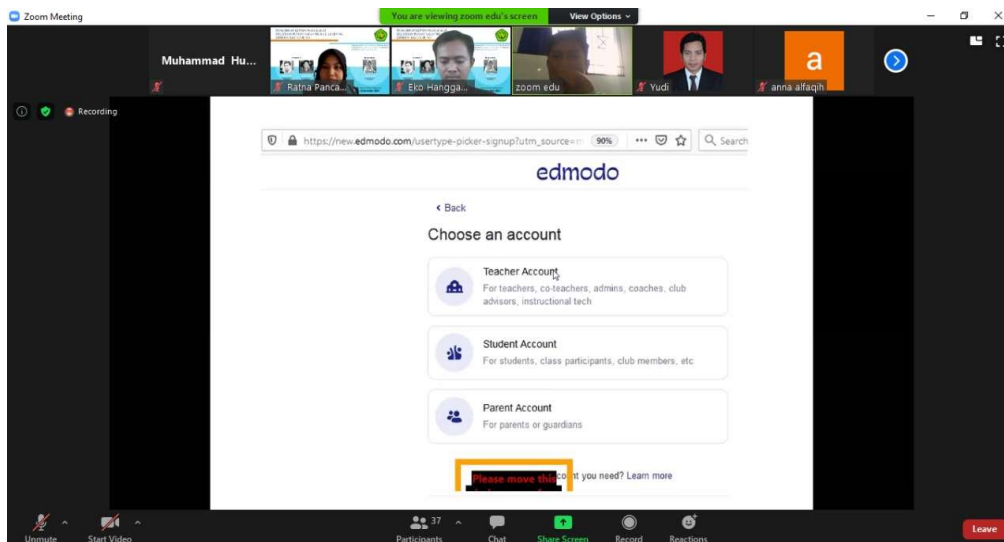 Zoom Meeting
You are viewing zoom edu's screen
View Options
Muhammad Hu...
Ratna Panca...
Eko Hangga...
zoom edu
Yudi
a
anna alfaqih
Recording
https://new.edmodo.com/usertype-picker-signup?utm_source=m
90%
Search
edmodo
Back
Choose an account
Teacher Account
For teachers, co-teachers, admins, coaches, club
advisors, instructional tech
Student Account
For students, class participants, club members, etc
Parent Account
For parents or guardians
Please move this
count you need? Learn more
Unmute
Start Video
37
Participants
Chat
Share Screen
Record
Reactions
Leave